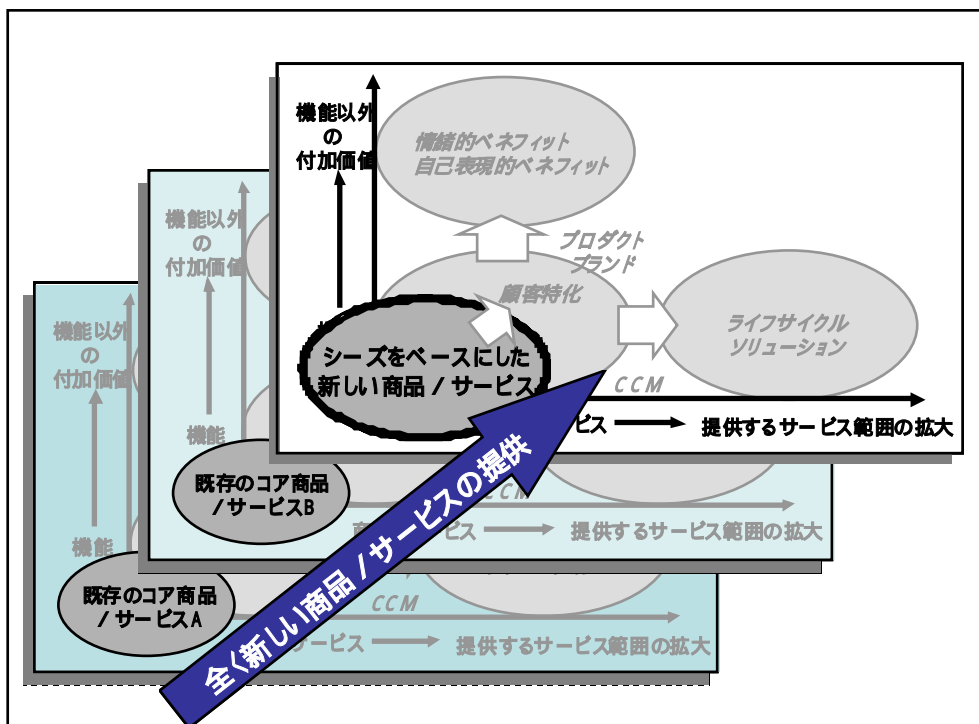 機能以外
の
付加価値
情緒的ベネフィット
自己表現的ベネフィット
プロダクト
ブランド
顧客特化
ライフサイクル
ソリューション
シーズをベースにした
新しい商品/サービス
CCM
ビス
提供するサービス範囲の拡大
機能以外
の
付加価値
機能
既存のコア商品
/サービスB
CCM
ービス
提供するサービス範囲の拡大
機能以外
の
付加価値
機能
既存のコア商品
/サービスA
CCM
サービス
提供するサービス範囲の拡大
全く新しい商品/サービスの提供